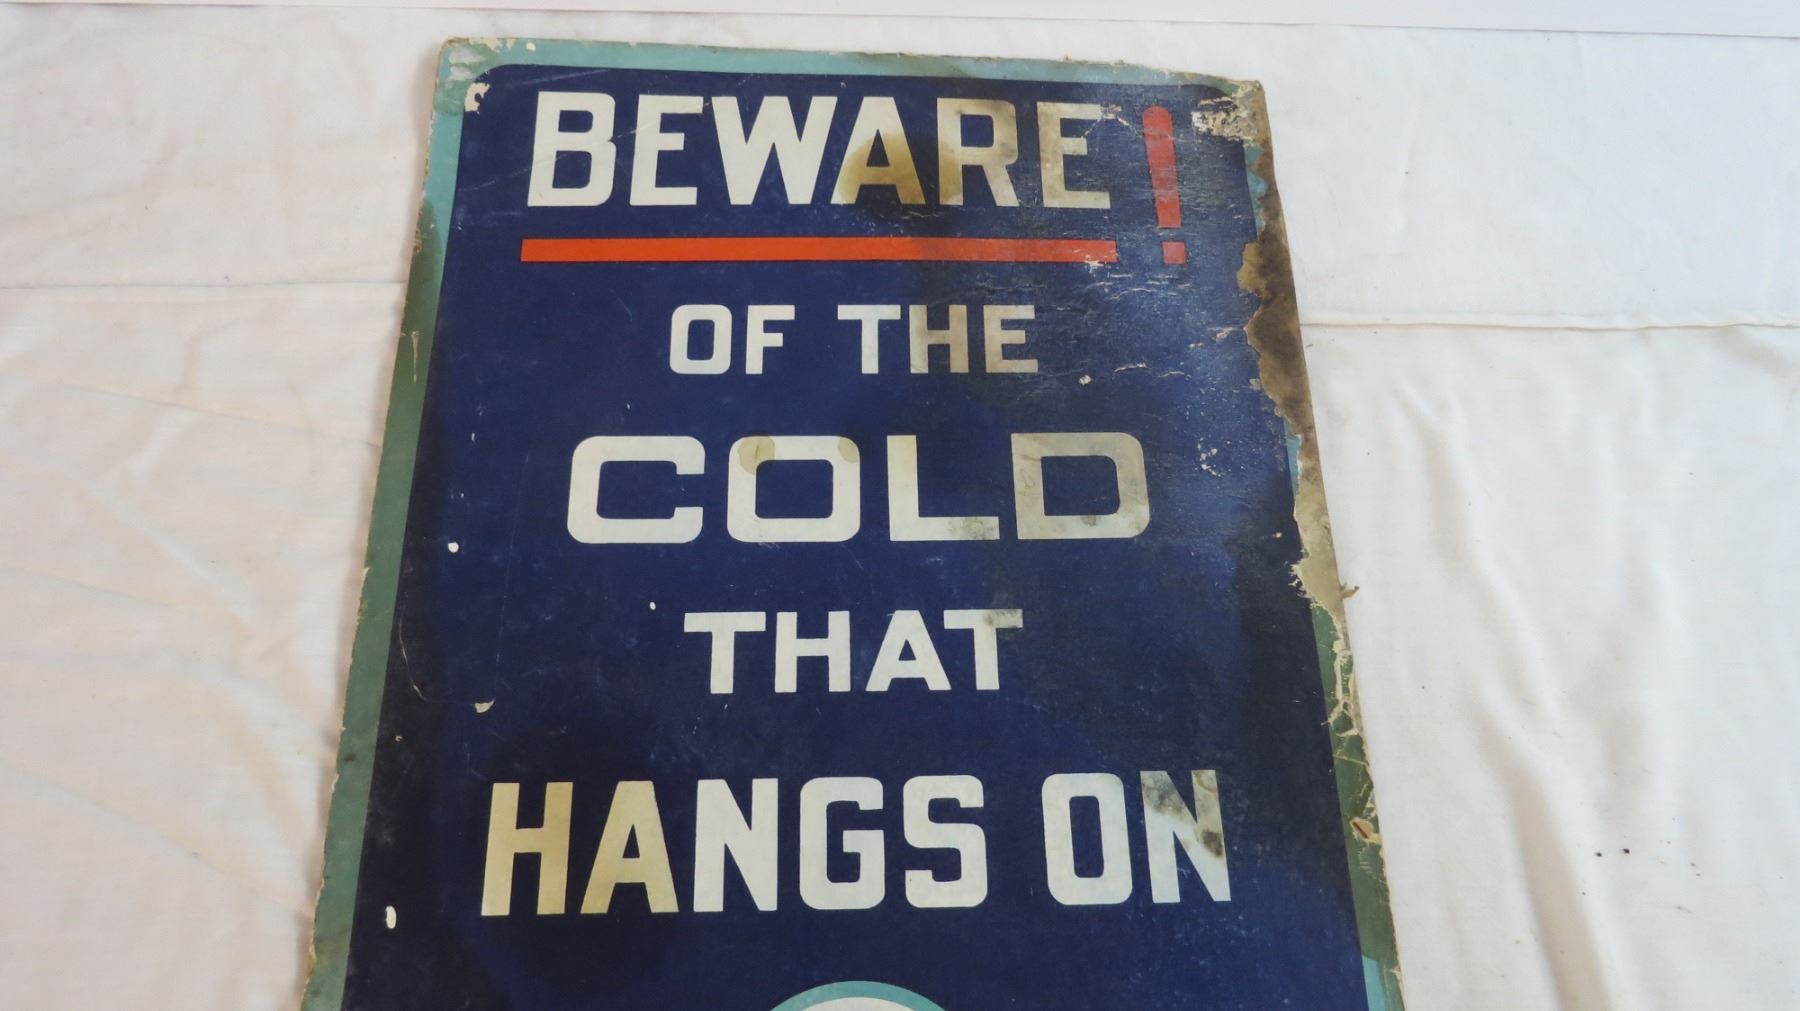 BEWARE!
OF THE
COLD
THAT
HANGS ON